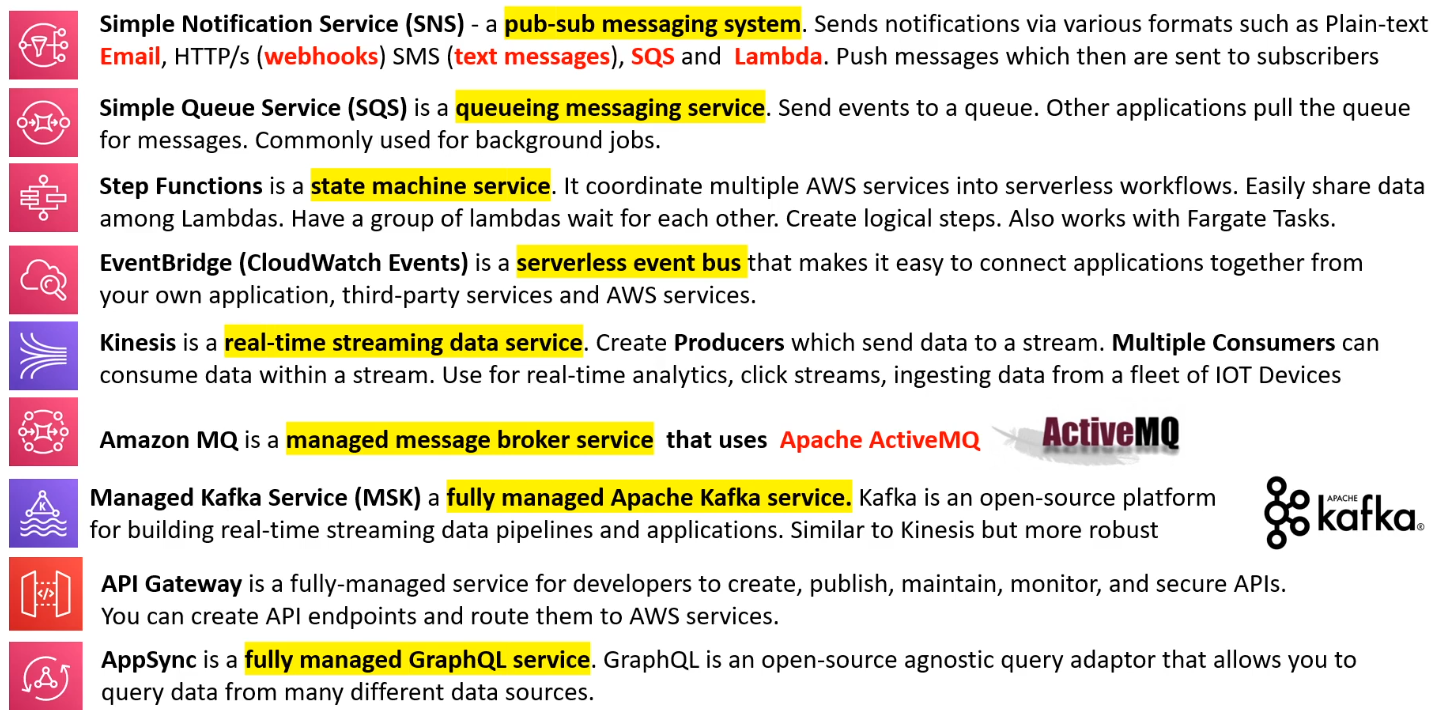 Simple Notification Service (SNS) - a pub-sub messaging system. Sends notifications via various formats such as Plain-text
Email, HTTP/s (webhooks) SMS (text messages), SQS and Lambda. Push messages which then are sent to subscribers
Simple Queue Service (SQS) is a queueing messaging service. Send events to a queue. Other applications pull the queue
for messages. Commonly used for background jobs.
Step Functions is a state machine service. It coordinate multiple AWS services into serverless workflows. Easily share data
among Lambdas. Have a group of lambdas wait for each other. Create logical steps. Also works with Fargate Tasks.
EventBridge (CloudWatch Events) is a serverless event bus that makes it easy to connect applications together from
your own application, third-party services and AWS services.
Kinesis is a real-time streaming data service. Create Producers which send data to a stream. Multiple Consumers can
consume data within a stream. Use for real-time analytics, click streams, ingesting data from a fleet of IOT Devices
Amazon MQ is a managed message broker service that uses Apache ActiveMQ
ActiveMQ
Managed Kafka Service (MSK) a fully managed Apache Kafka service. Kafka is an open-source platform
for building real-time streaming data pipelines and applications. Similar to Kinesis but more robust
K
APACHE
kafka®
API Gateway is a fully-managed service for developers to create, publish, maintain, monitor, and secure APIs.
You can create API endpoints and route them to AWS services.
</>
AppSync is a fully managed GraphQL service. GraphQL is an open-source agnostic query adaptor that allows you to
query data from many different data sources.